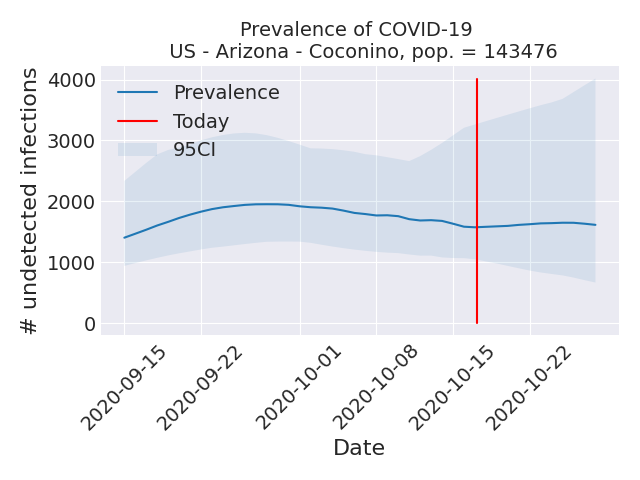 Prevalence of COVID-19
US - Arizona - Coconino, pop. = 143476
# undetected infections
4000
3000
2000
1000
0
Prevalence
Today
95CI
2020-09-15
2020-09-22
2020-10-01
2020-10-08
2020-10-15
2020-10-22
Date